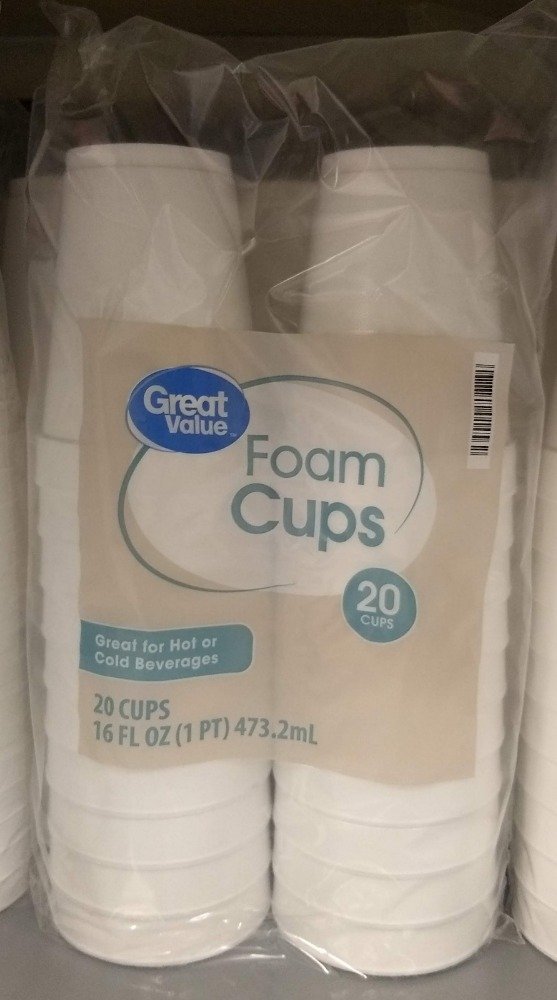 Great
Value™
Foam
Cups
20
CUPS
Great for Hot or
Cold Beverages
20 CUPS
16 FL OZ (1 PT) 473.2mL